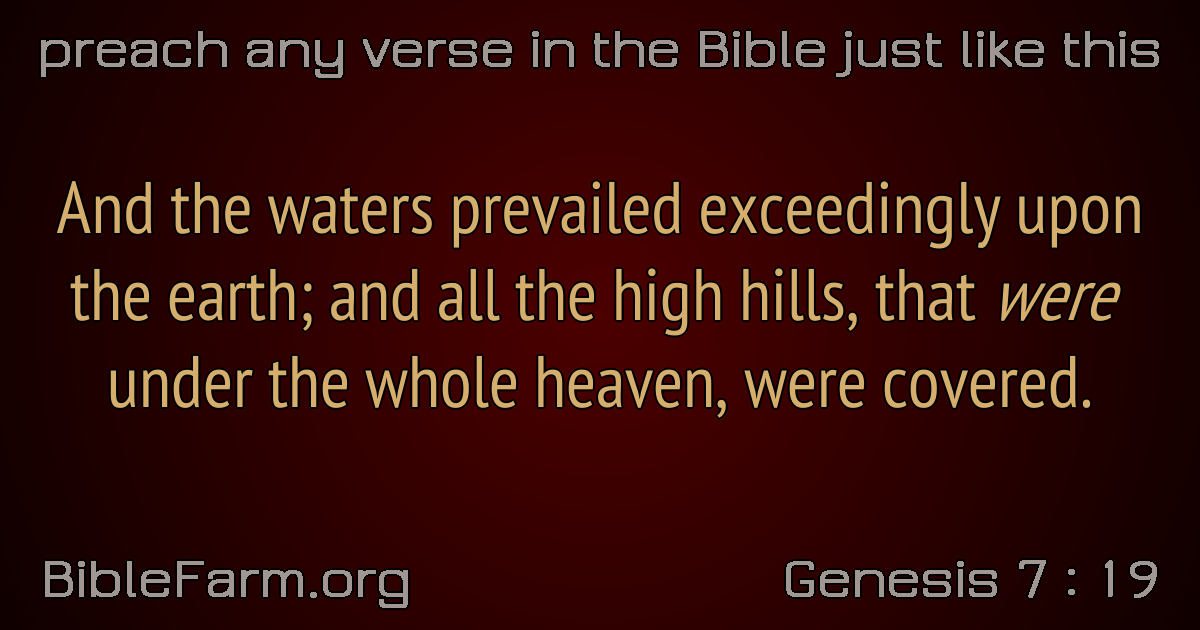 preach any verse in the Bible just like this
And the waters prevailed exceedingly upon
the earth; and all the high hills, that were
under the whole heaven, were covered.
BibleFarm.org
Genesis 7 : 19